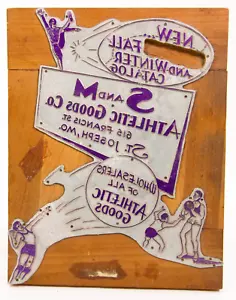 NEW
FALL
AND WINTER
CATALOG
S AND M
ATHLETIC GOODS CO.
615 FRANCIS ST.
ST. JOSEPH, MO.
WHOLESALERS
OF ALL
ATHLETIC
GOODS